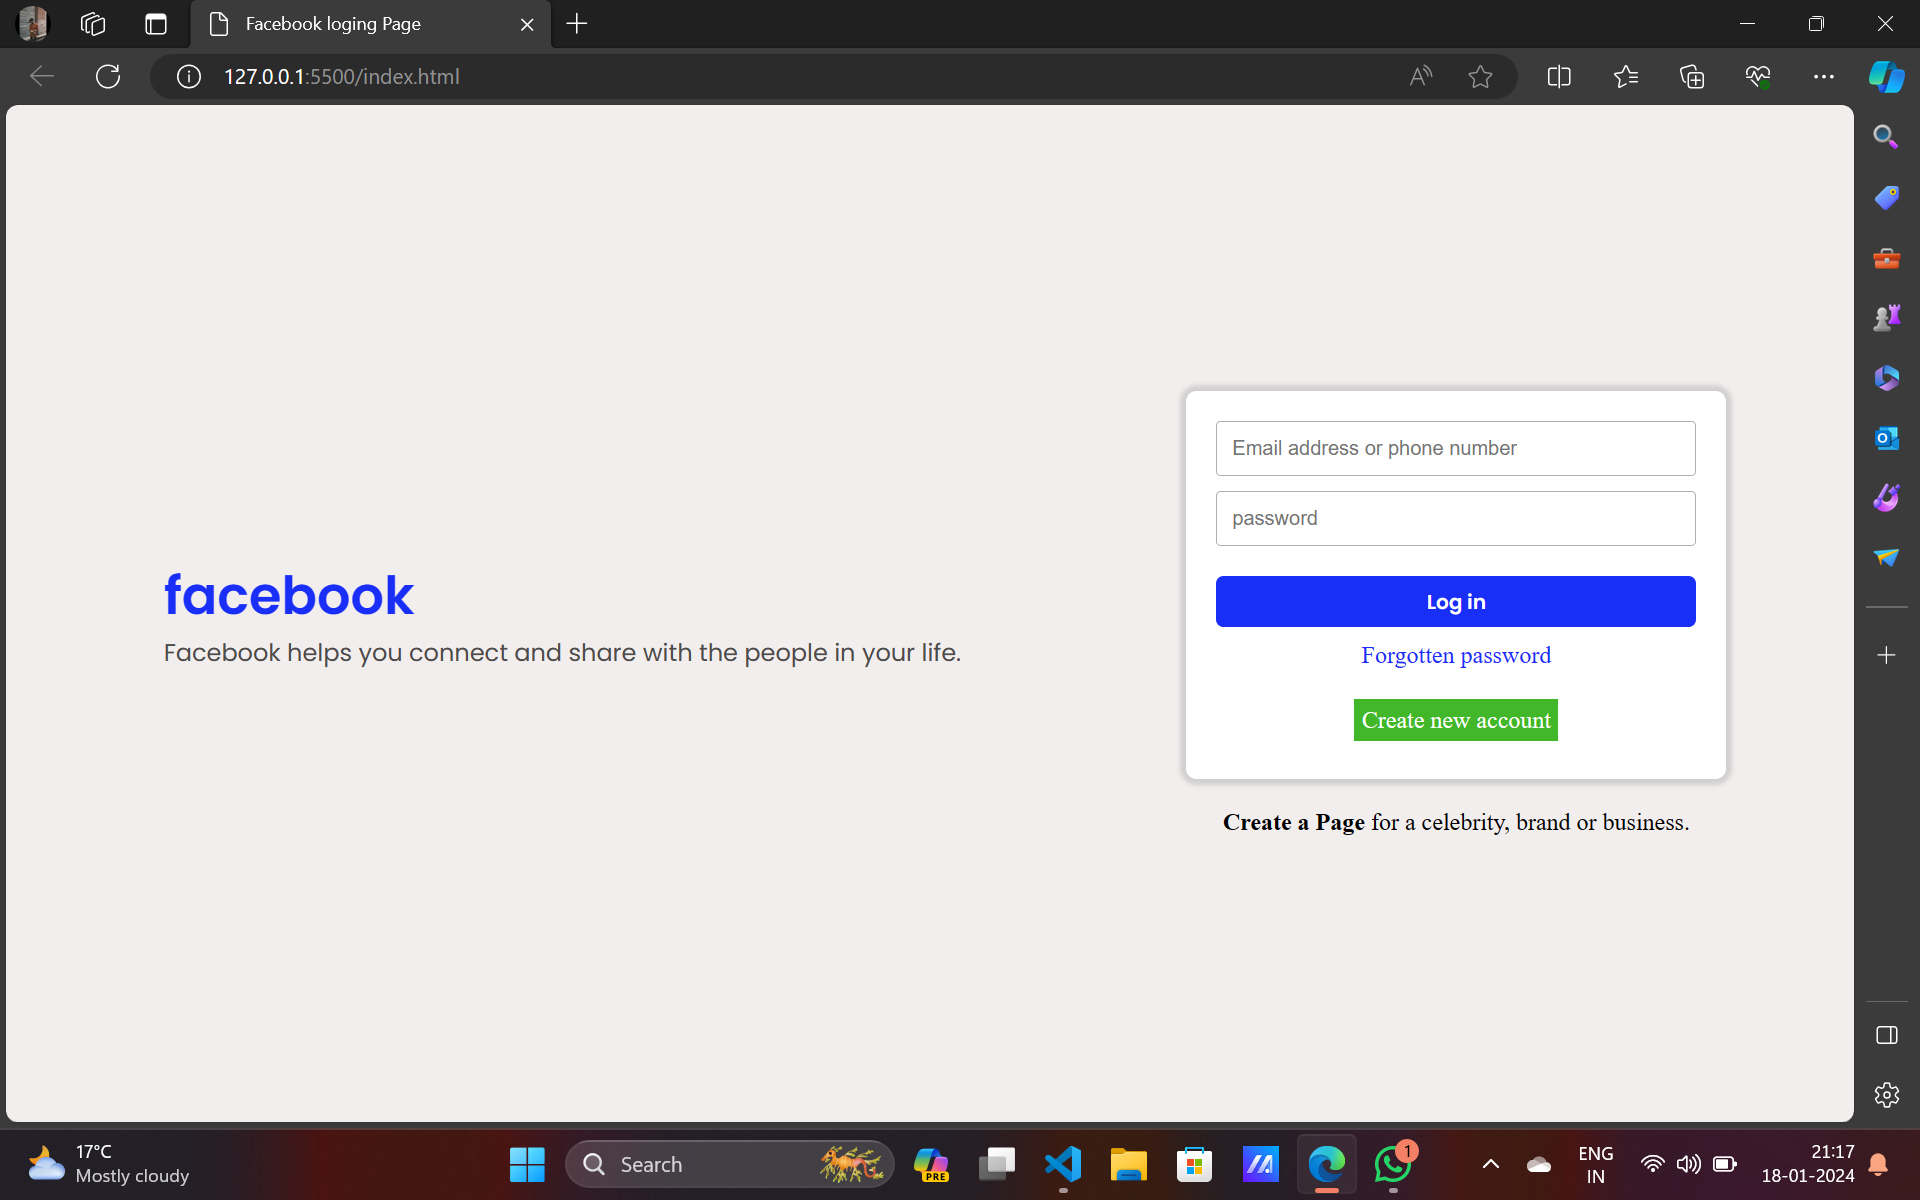 Facebook loging Page
127.0.0.1:5500/index.html
Email address or phone number
password
facebook
Log in
Facebook helps you connect and share with the people in your life.
Forgotten password
Create new account
Create a Page for a celebrity, brand or business.
17°C
Mostly cloudy
Search
PRE
1
ENG
IN
21:17
18-01-2024